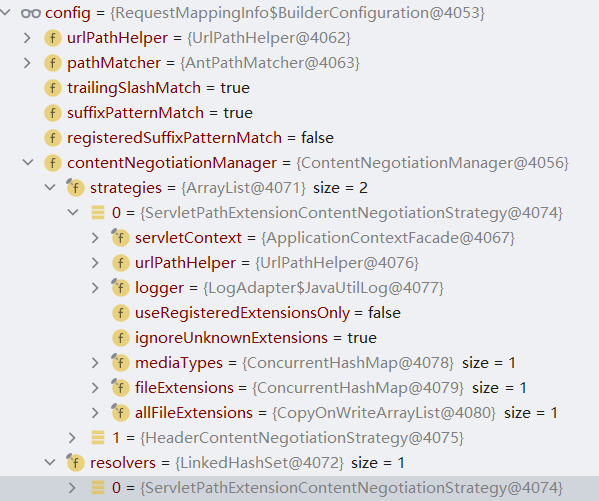 config = {RequestMappingInfo$BuilderConfiguration@4053}
f urlPathHelper = {UrlPathHelper@4062}
f pathMatcher = {AntPathMatcher@4063}
f trailingSlashMatch = true
f suffixPatternMatch = true
f registeredSuffixPatternMatch = false
f contentNegotiationManager = {ContentNegotiationManager@4056}
f strategies = {ArrayList@4071} size = 2
0 = {ServletPathExtensionContentNegotiationStrategy@4074}
f servletContext = {ApplicationContextFacade@4067}
f urlPathHelper = {UrlPathHelper@4076}
f logger = {LogAdapter$JavaUtilLog@4077}
f useRegisteredExtensionsOnly = false
f ignoreUnknownExtensions = true
f mediaTypes = {ConcurrentHashMap@4078} size = 1
f fileExtensions = {ConcurrentHashMap@4079} size = 1
f allFileExtensions = {CopyOnWriteArrayList@4080} size = 1
1 = {HeaderContentNegotiationStrategy@4075}
f resolvers = {LinkedHashSet@4072} size = 1
0 = {ServletPathExtensionContentNegotiationStrategy@4074}